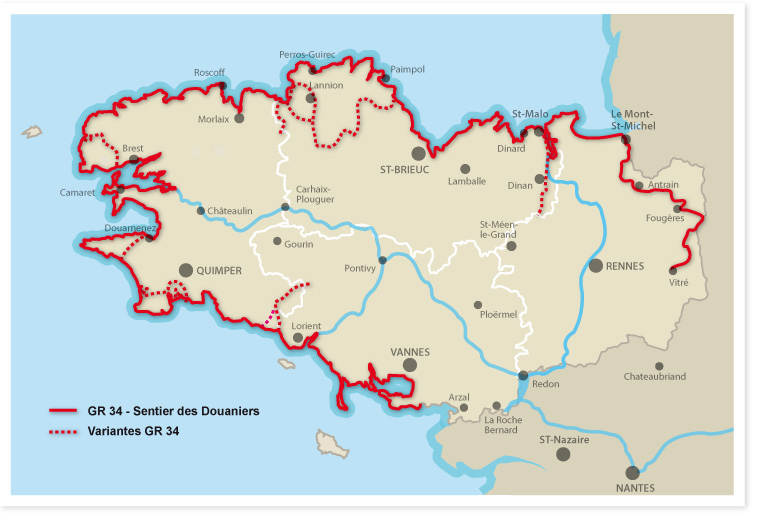 Perros-Guirec
Roscoff
Paimpol
Lannion
Morlaix
St-Malo
Le Mont-
St-Michel
Brest
Dinard
ST-BRIEUC
Lamballe
Dinan
Antrain
Camaret
Carhaix-
Plouguer
Châteaulin
Fougères
Douarnenez
St-Méen-
le-Grand
Gourin
QUIMPER
Pontivy
RENNES
Vitré
Ploërmel
Lorient
VANNES
Chateaubriand
Redon
Arzal
GR 34 - Sentier des Douaniers
La Roche
Bernard
Variantes GR 34
ST-Nazaire
NANTES